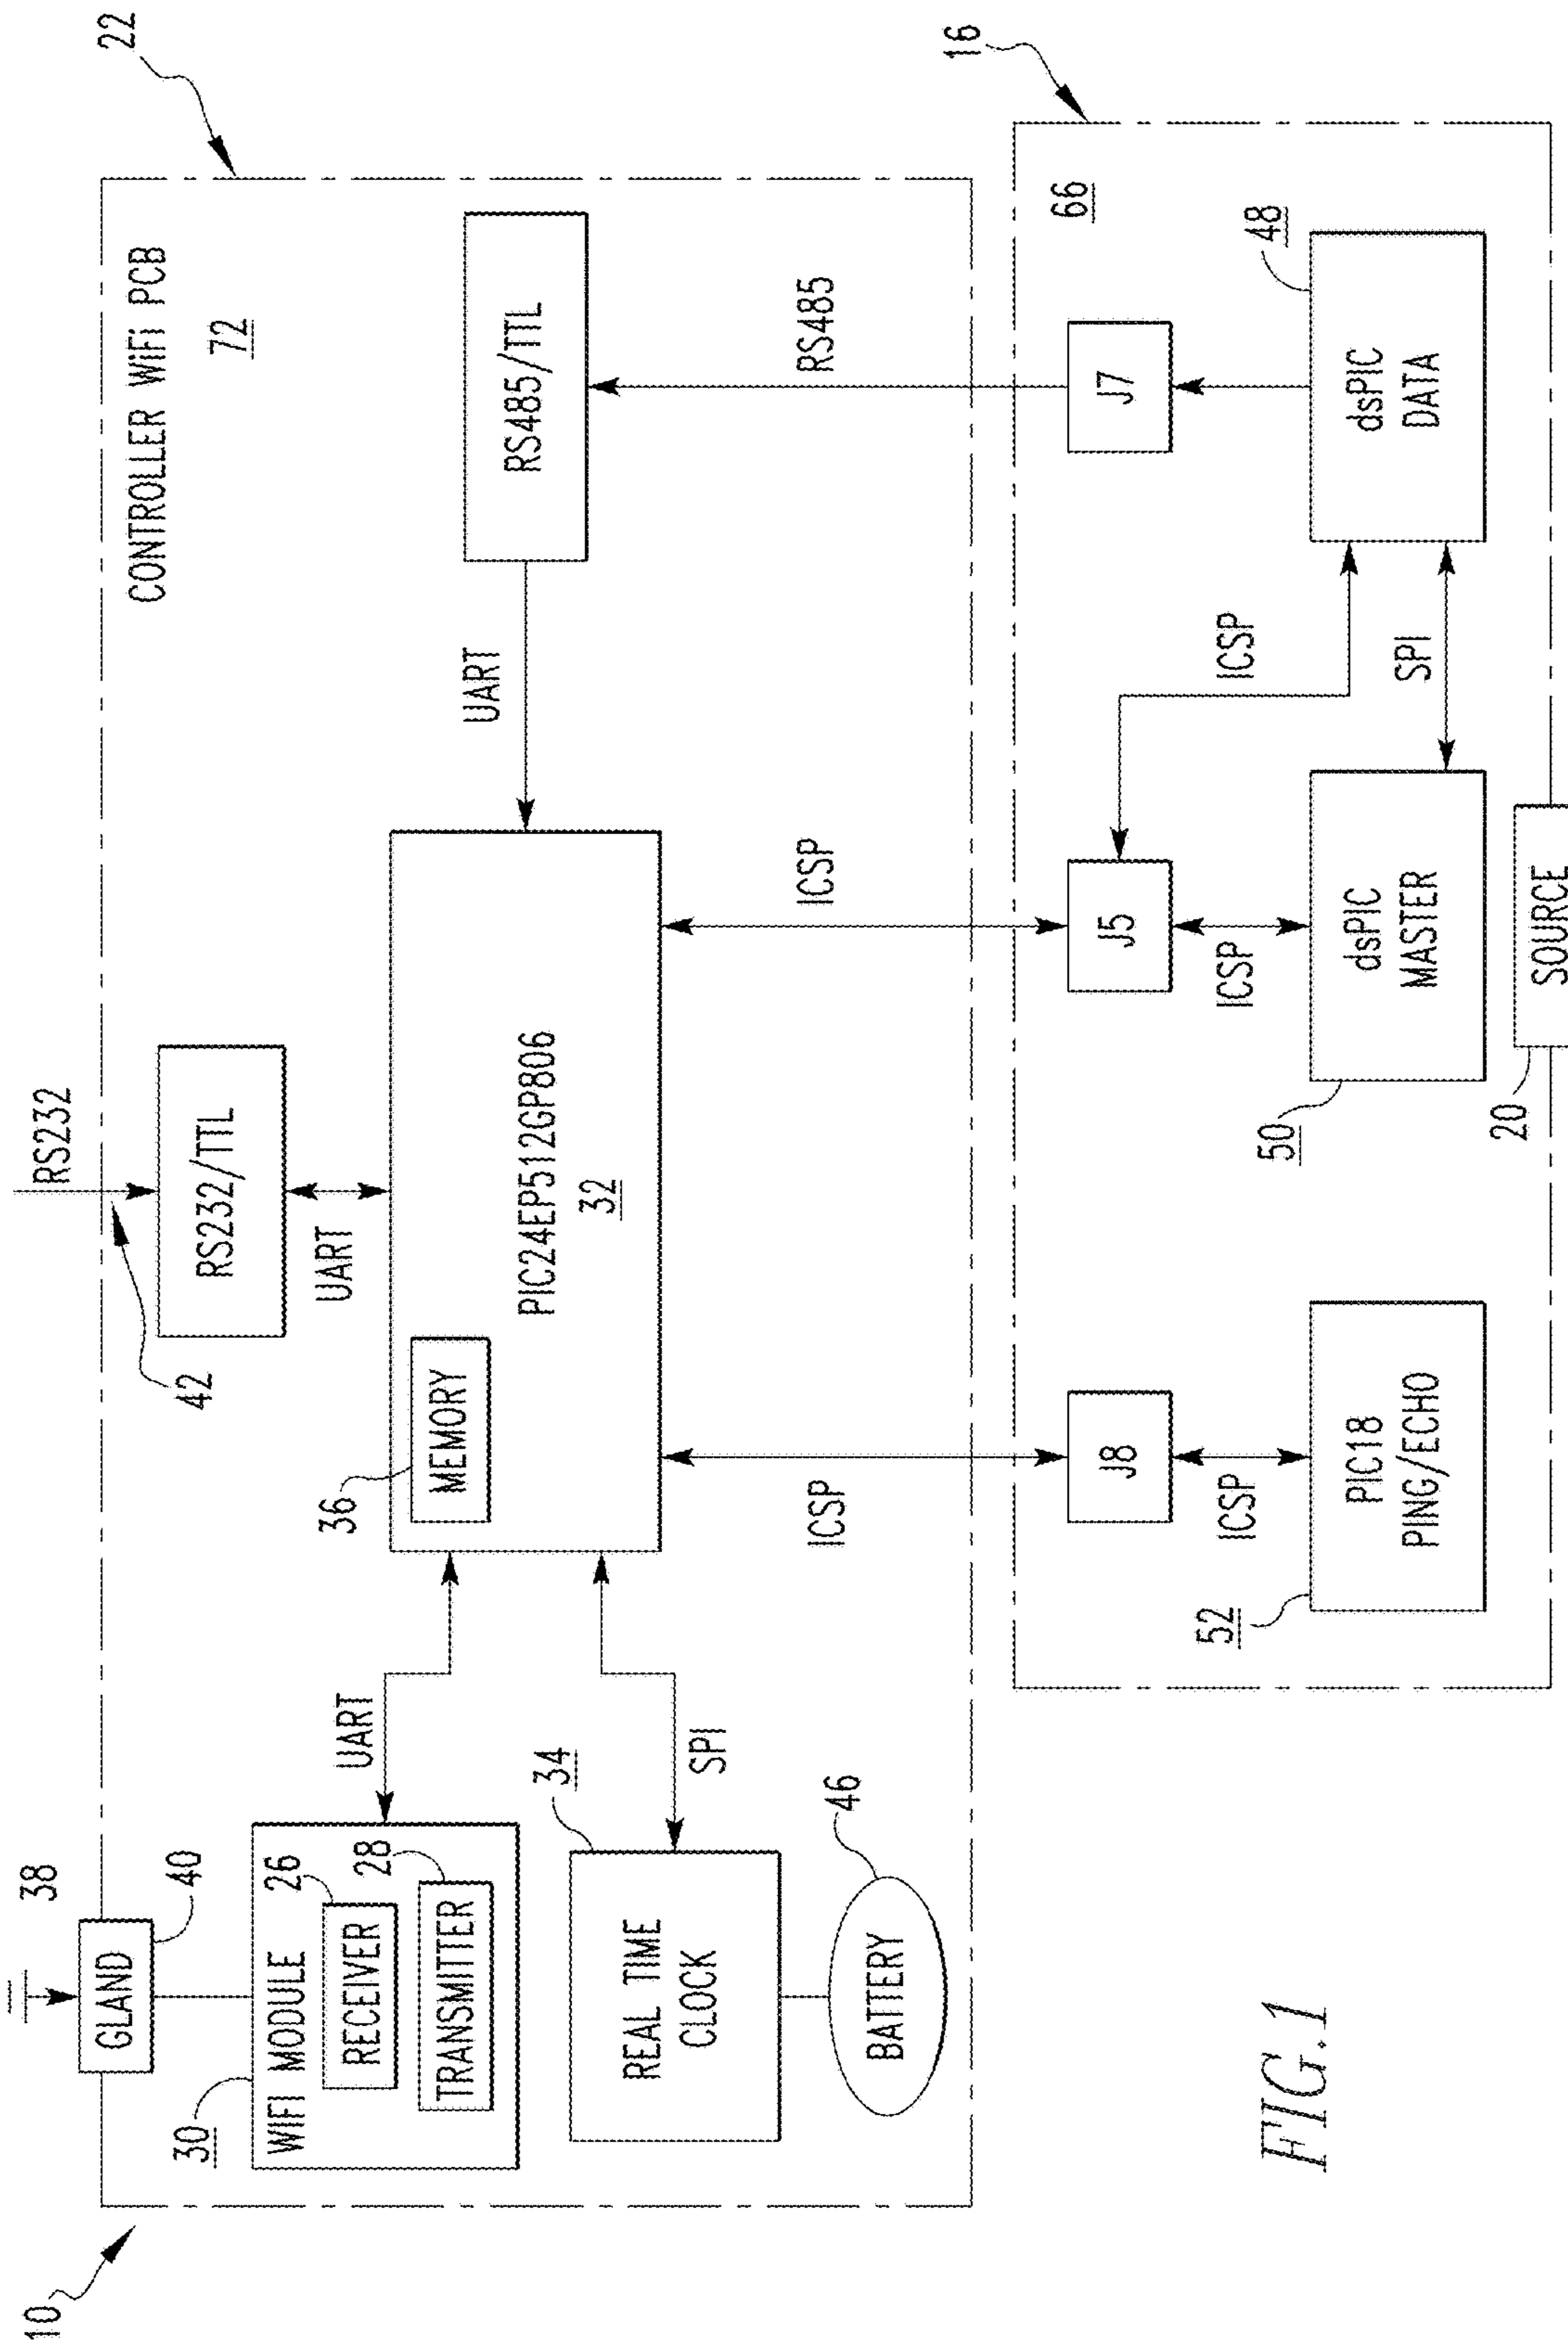 10
22
38
GLAND
40
30
WIFI MODULE
RECEIVER
26
TRANSMITTER
28
UART
REAL TIME
CLOCK
34
SPI
BATTERY
46
RS232
42
RS232/TTL
UART
CONTROLLER WiFi PCB
72
36
MEMORY
PIC24EP512GP806
32
UART
RS485/TTL
ICSP
ICSP
RS485
16
66
J8
J5
J7
ICSP
ICSP
ICSP
52
PIC18
PING/ECHO
50
dsPIC
MASTER
SPI
48
dsPIC
DATA
20
SOURCE
FIG.1